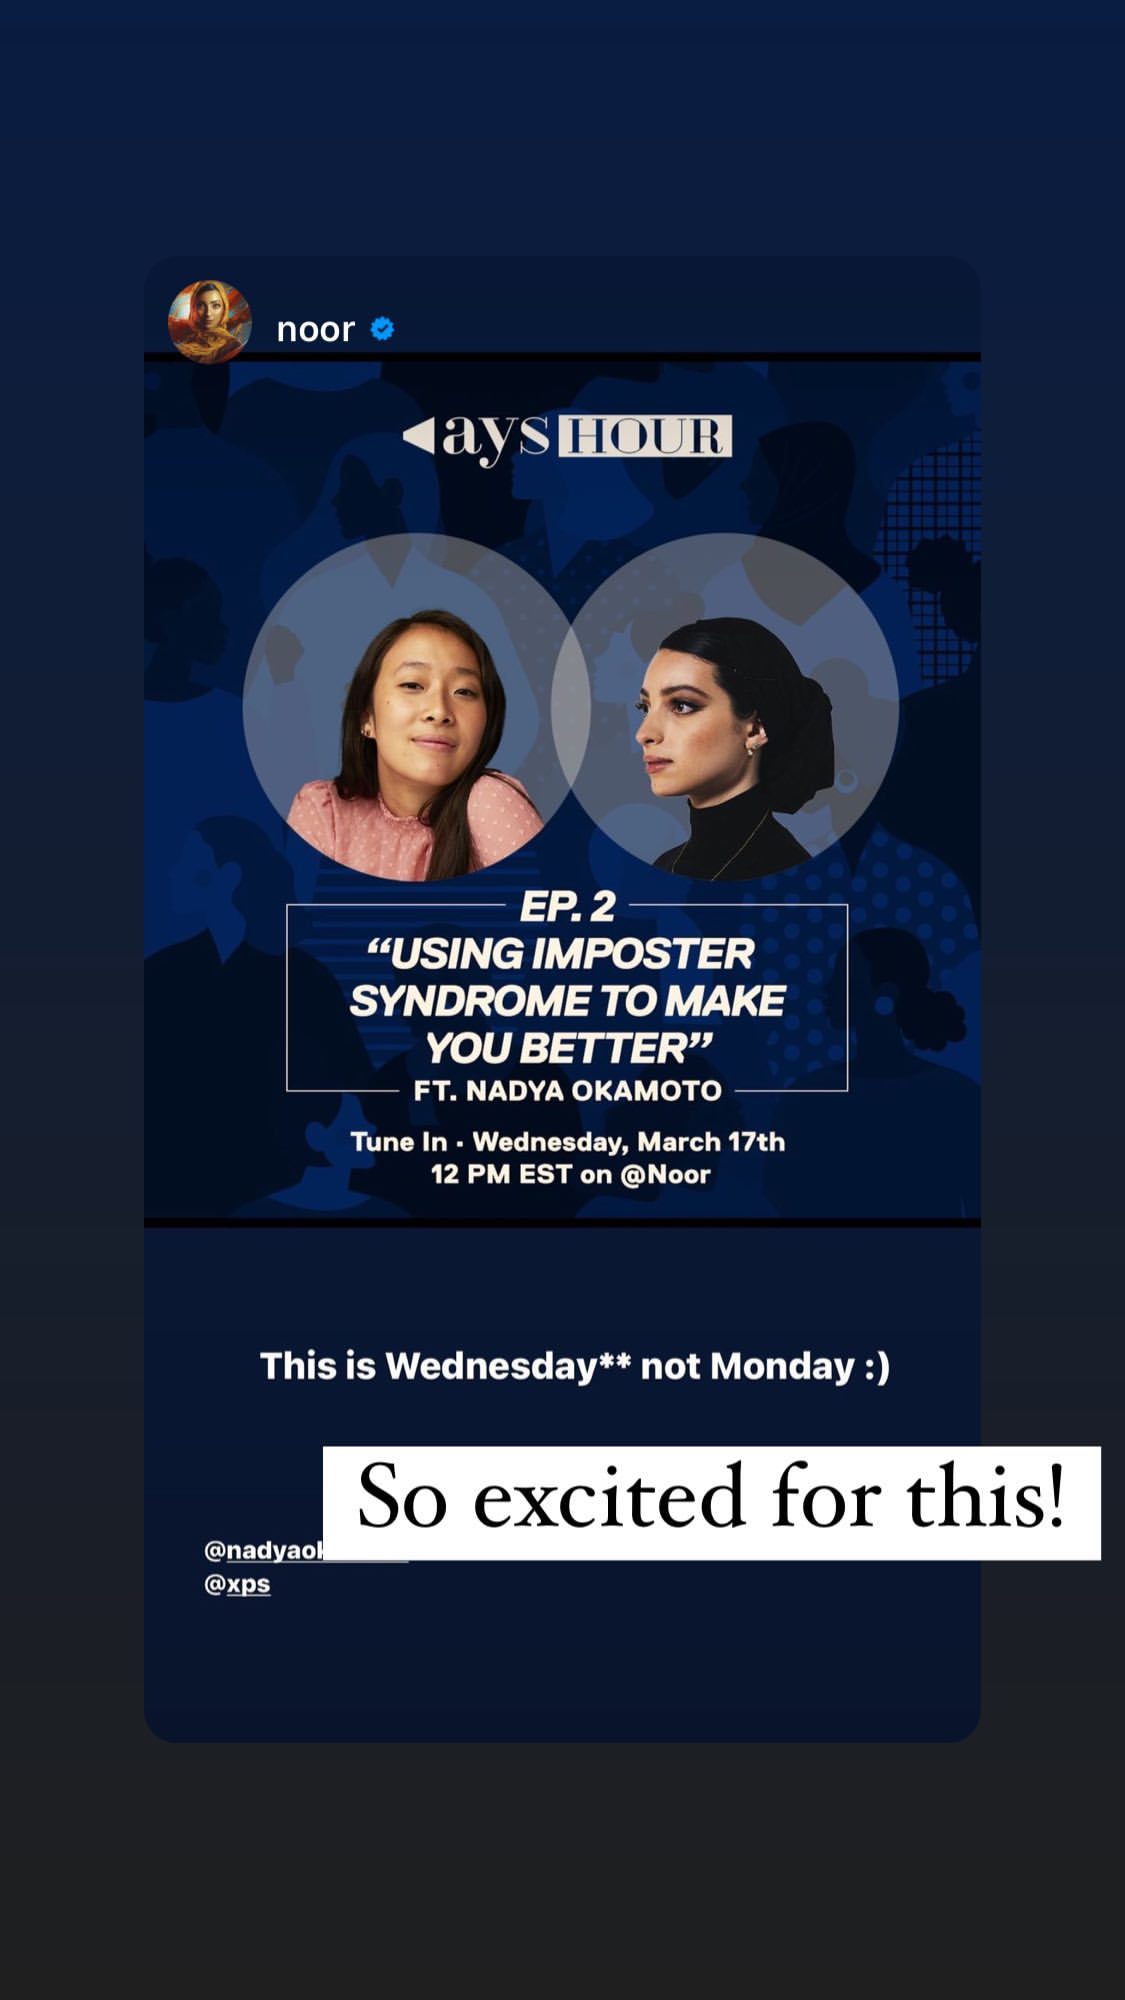 noor
ays HOUR
EP. 2
“USING IMPOSTER
SYNDROME TO MAKE
YOU BETTER”
FT. NADYA OKAMOTO
Tune In · Wednesday, March 17th
12 PM EST on @Noor
This is Wednesday** not Monday :)
So excited for this!
@xps